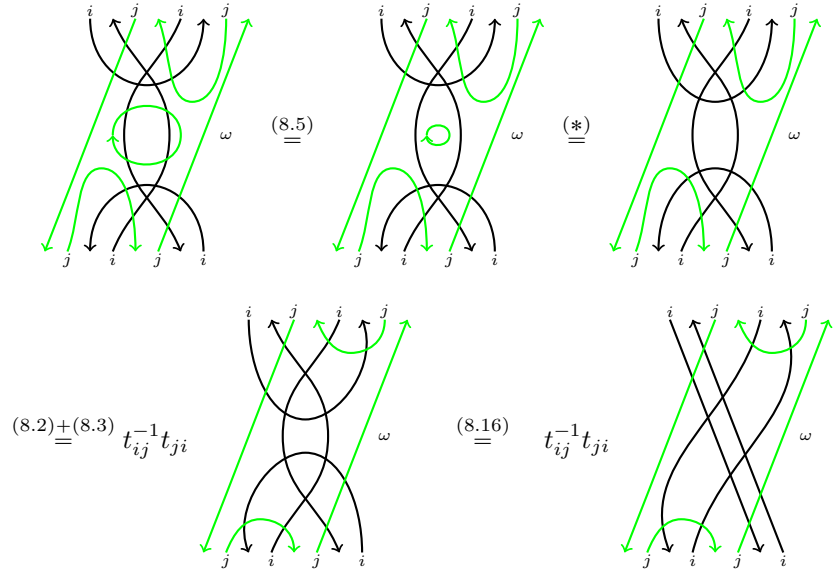 i j i j i j i j i j i j
ω (8.5) = ω (*) = ω
j i j i j i j i j i j i
i j i j i j i j
(8.2)+(8.3) = t_{ij}^{-1} t_{ji} ω (8.16) = t_{ij}^{-1} t_{ji} ω
j i j i j i j i